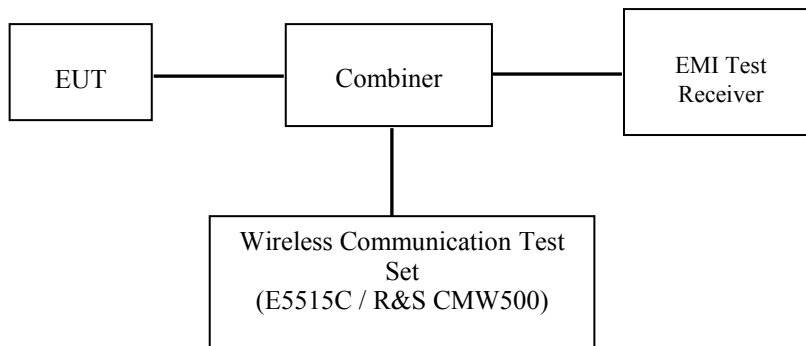 EUT
Combiner
EMI Test
Receiver
Wireless Communication Test
Set
(E5515C / R&S CMW500)